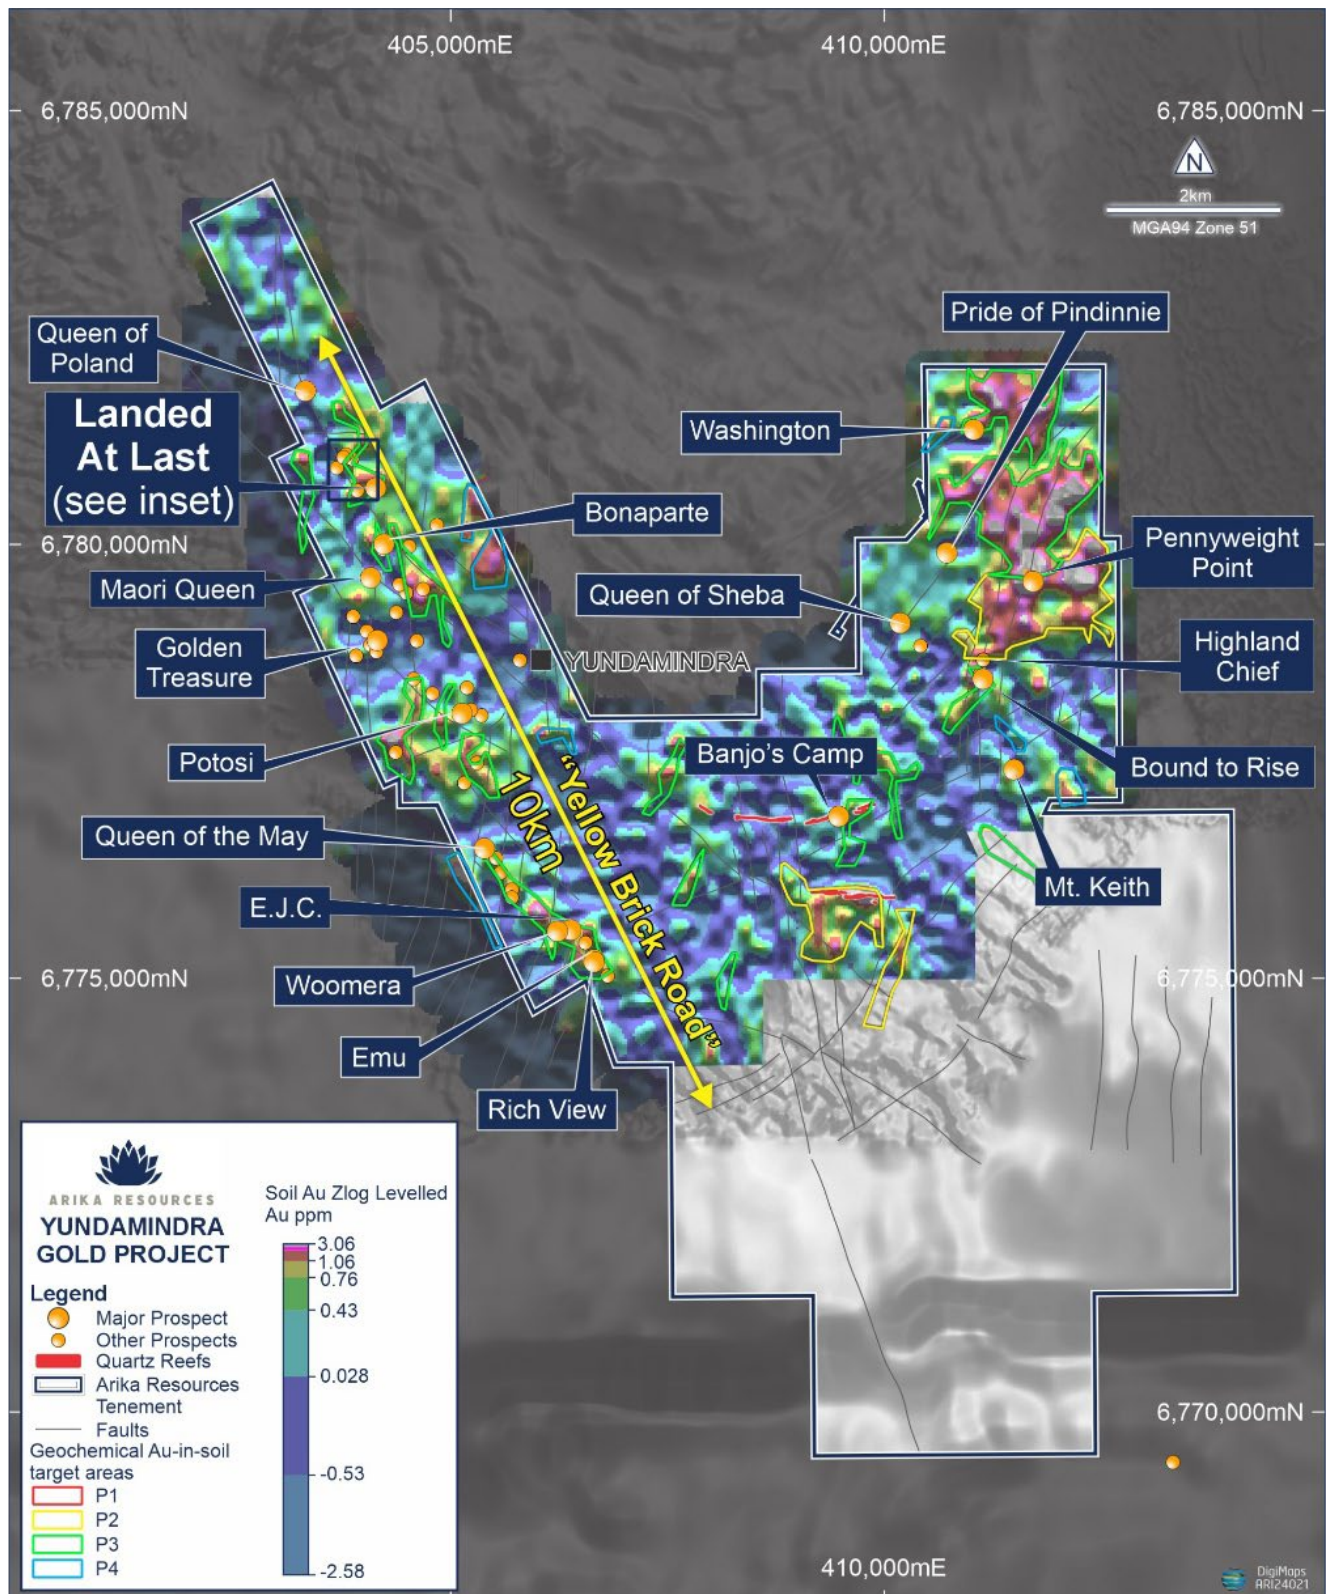 405,000mE
410,000mE
6,785,000mN
6,785,000mN
N
2km
MGA94 Zone 51
Pride of Pindinnie
Queen of
Poland
Landed
At Last
(see inset)
Washington
Bonaparte
6,780,000mN
Pennyweight
Point
Maori Queen
Queen of Sheba
Golden
Treasure
YUNDAMINDRA
Highland
Chief
Potosi
Banjo's Camp
Bound to Rise
"Yellow Brick Road"
10km
Queen of the May
Mt. Keith
E.J.C.
6,775,000mN
6,775,000mN
Woomera
Emu
Rich View
ARIKA RESOURCES
YUNDAMINDRA
GOLD PROJECT
Soil Au Zlog Levelled
Au ppm
3.06
1.06
0.76
0.43
0.028
-0.53
-2.58
Legend
Major Prospect
Other Prospects
Quartz Reefs
Arika Resources
Tenement
Faults
Geochemical Au-in-soil
target areas
P1
P2
P3
P4
6,770,000mN
410,000mE
DigiMaps
ARI24021